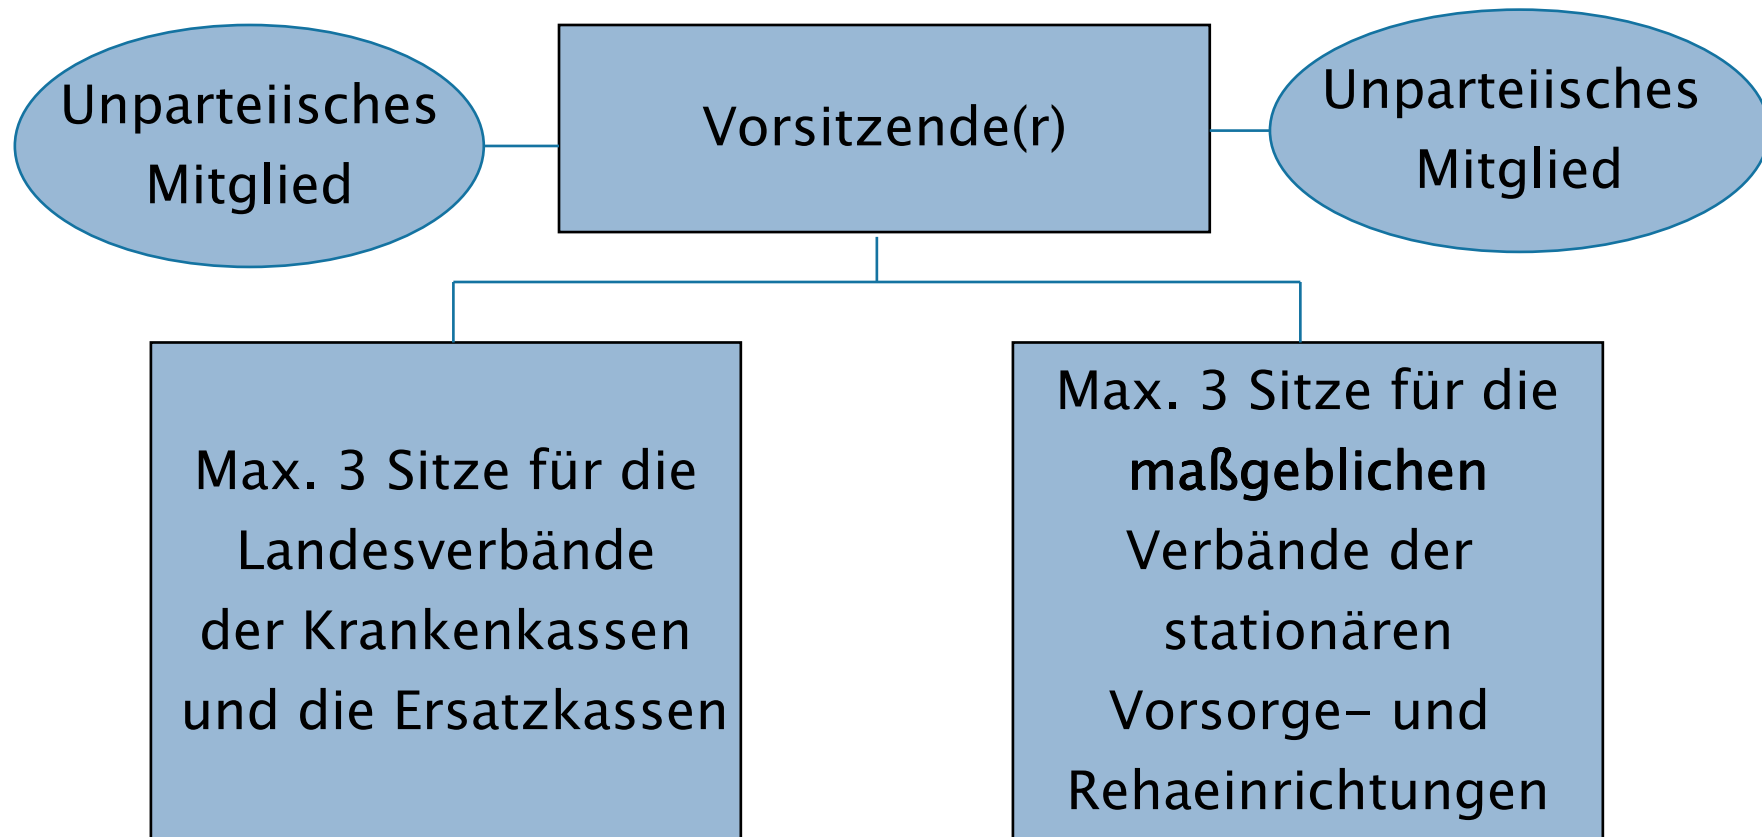 Unparteiisches
Mitglied
Vorsitzende(r)
Unparteiisches
Mitglied
Max. 3 Sitze für die
Landesverbände
der Krankenkassen
und die Ersatzkassen
Max. 3 Sitze für die
maßgeblichen
Verbände der
stationären
Vorsorge- und
Rehaeinrichtungen